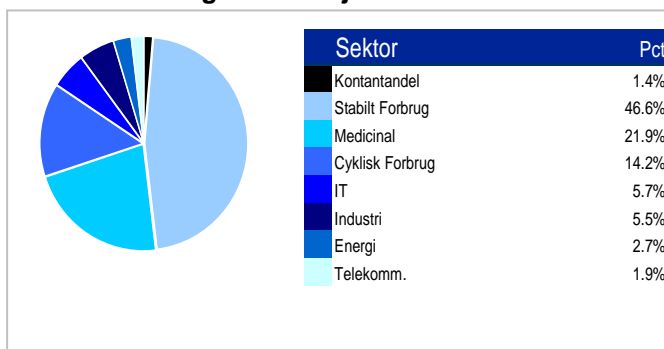 Sektor Pct
Kontantandel 1.4%
Stabilt Forbrug 46.6%
Medicinal 21.9%
Cyklisk Forbrug 14.2%
IT 5.7%
Industri 5.5%
Energi 2.7%
Telekomm. 1.9%